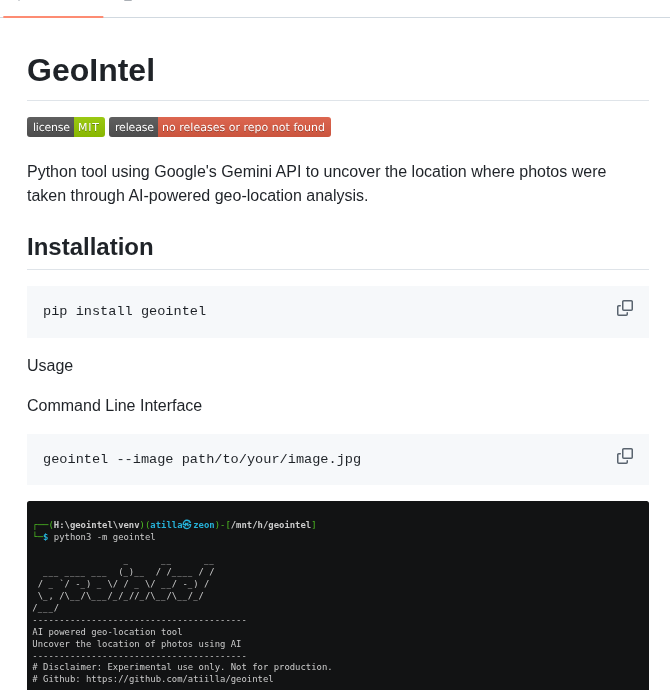 GeoIntel
license MIT release no releases or repo not found
Python tool using Google's Gemini API to uncover the location where photos were
taken through AI-powered geo-location analysis.
Installation
pip install geointel
Usage
Command Line Interface
geointel --image path/to/your/image.jpg
┌──(H:\geointel\venv)(atilla㉿zeon)-[/mnt/h/geointel]
└─$ python3 -m geointel
---------------------------------------
AI powered geo-location tool
Uncover the location of photos using AI
---------------------------------------
# Disclaimer: Experimental use only. Not for production.
# Github: https://github.com/atiilla/geointel